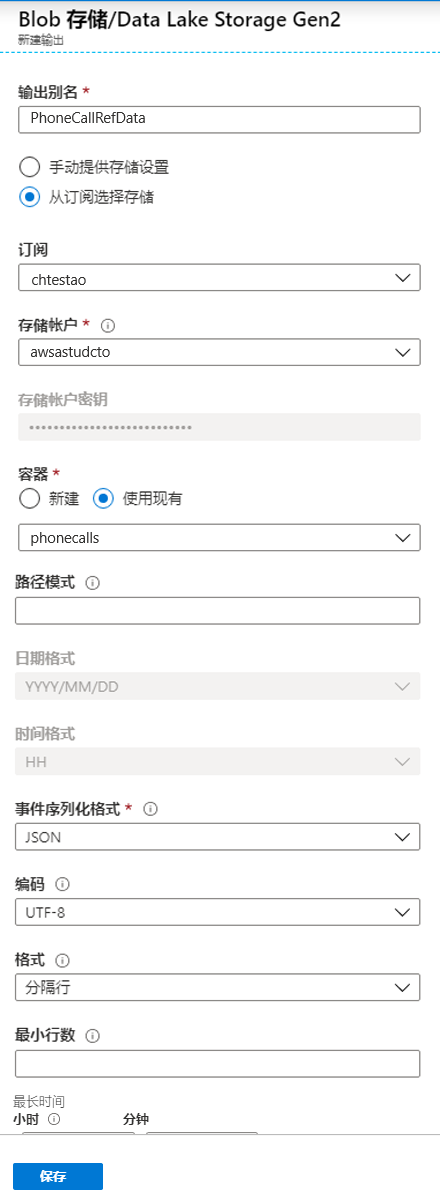 Blob 存储/Data Lake Storage Gen2
新建输出
输出别名 *
PhoneCallRefData
手动提供存储设置
从订阅选择存储
订阅
chtestao
存储帐户 *
awsastudcto
存储帐户密钥
•••••••••••••••••••••••••••
容器 *
新建 使用现有
phonecalls
路径模式
日期格式
YYYY/MM/DD
时间格式
HH
事件序列化格式 *
JSON
编码
UTF-8
格式
分隔行
最小行数
最长时间
小时 分钟
保存